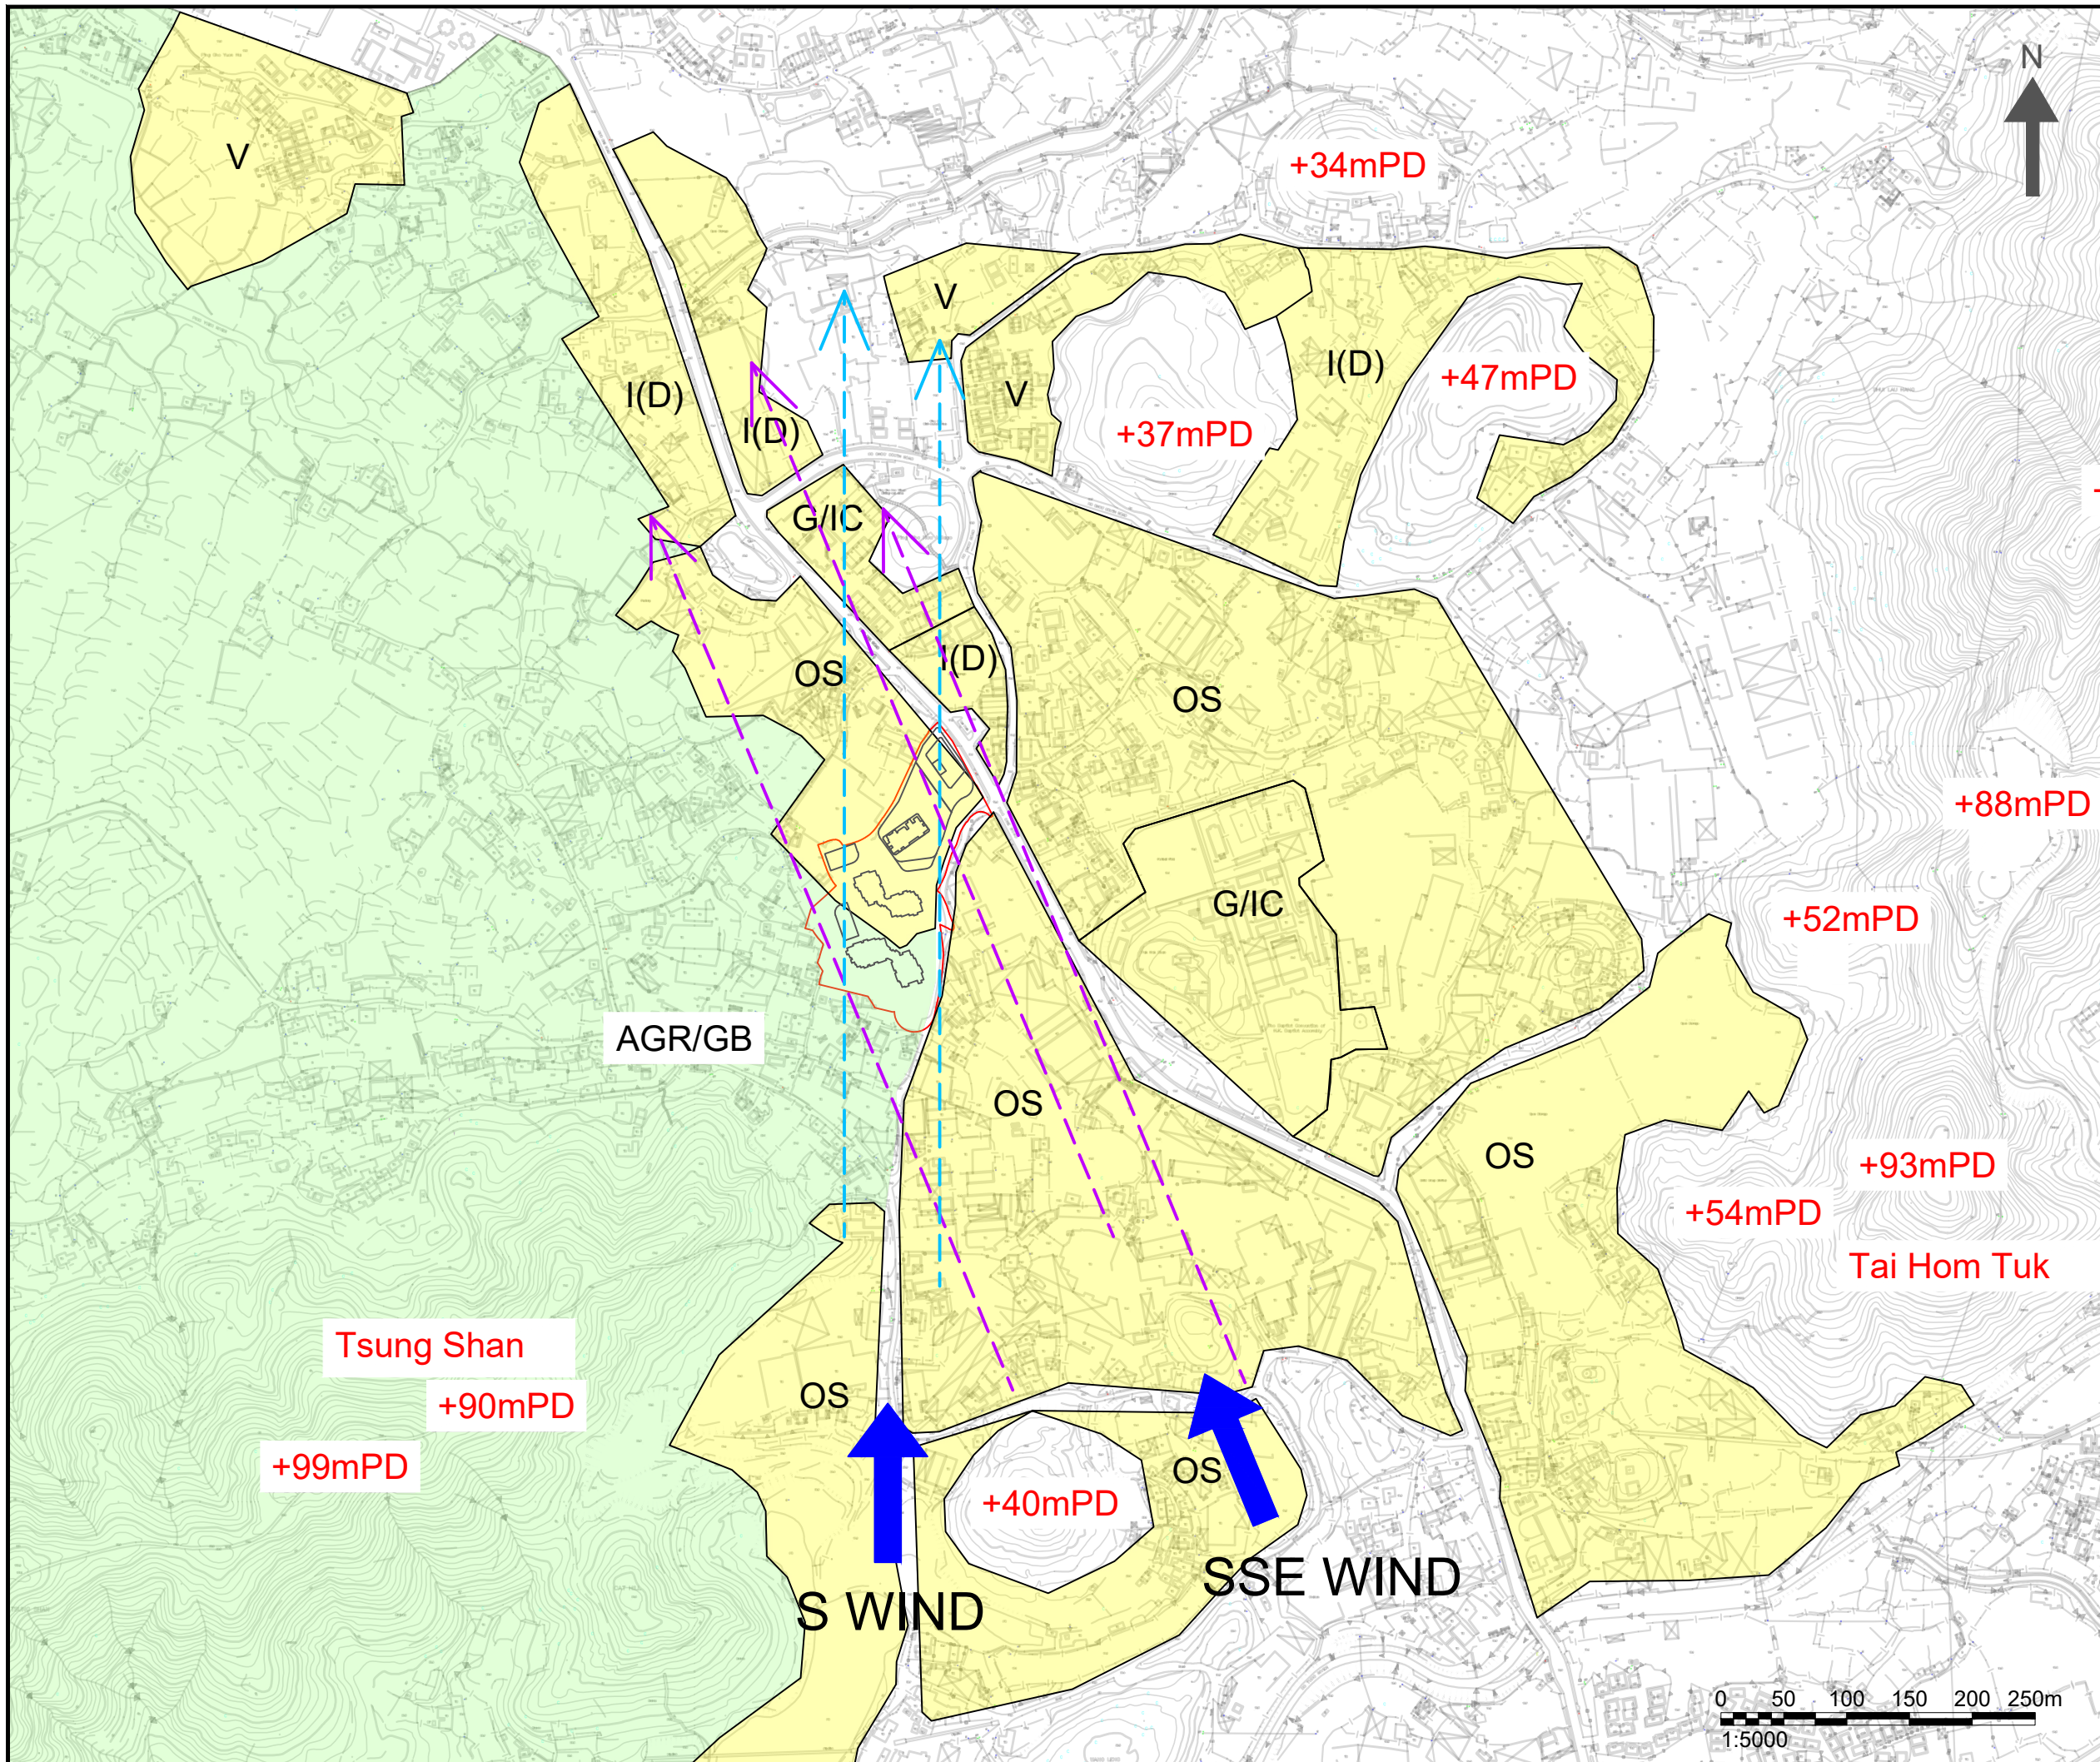 N
V
+34mPD
V
I(D)
+47mPD
I(D)
V
I(D)
+37mPD
G/IC
I(D)
OS
OS
+88mPD
G/IC
+52mPD
AGR/GB
OS
OS
+93mPD
+54mPD
Tai Hom Tuk
Tsung Shan
OS
+90mPD
+99mPD
OS
+40mPD
SSE WIND
S WIND
0 50 100 150 200 250m
1:5000